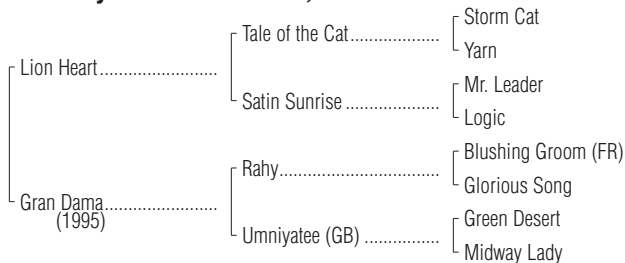 Storm Cat
Tale of the Cat...................
Yarn
Lion Heart.........................
Mr. Leader
Satin Sunrise ....................
Logic
Blushing Groom (FR)
Rahy..................................
Glorious Song
Gran Dama........................
(1995)
Green Desert
Umniyatee (GB) ................
Midway Lady